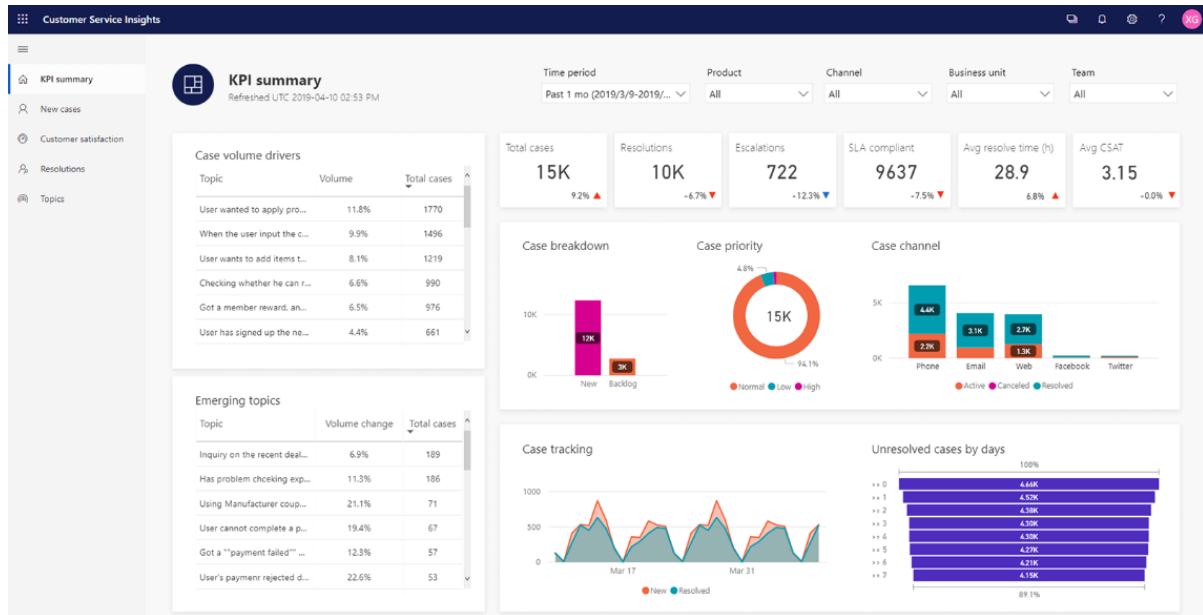 Customer Service Insights
?
XG
KPI summary
New cases
Customer satisfaction
Resolutions
Topics
KPI summary
Refreshed UTC 2019-04-10 02:53 PM
Time period
Past 1 mo (2019/3/9-2019/...
Product
All
Channel
All
Business unit
All
Team
All
Case volume drivers
Topic Volume Total cases
User wanted to apply pro... 11.8% 1770
When the user input the c... 9.9% 1496
User wants to add items t... 8.1% 1219
Checking whether he can r... 6.6% 990
Got a member reward, an... 6.5% 976
User has signed up the ne... 4.4% 661
Emerging topics
Topic Volume change Total cases
Inquiry on the recent deal... 6.9% 189
Has problem chceking exp... 11.3% 186
Using Manufacturer coup... 21.1% 71
User cannot complete a p... 19.4% 67
Got a ""payment failed"" ... 12.3% 57
User's paymenr rejected d... 22.6% 53
Total cases
15K
9.2%
Resolutions
10K
-6.7%
Escalations
722
-12.3%
SLA compliant
9637
-7.5%
Avg resolve time (h)
28.9
6.8%
Avg CSAT
3.15
-0.0%
Case breakdown
10K
0K
12K
3K
New Backlog
Case priority
4.8%
15K
94.1%
Normal Low High
Case channel
5K
0K
4.4K
2.2K
3.1K
2.7K
1.3K
Phone Email Web Facebook Twitter
Active Canceled Resolved
Case tracking
1000
500
0
Mar 17 Mar 31
New Resolved
Unresolved cases by days
100%
>= 0 4.66K
>= 1 4.52K
>= 2 4.38K
>= 3 4.30K
>= 4 4.30K
>= 5 4.27K
>= 6 4.21K
>= 7 4.15K
89.1%